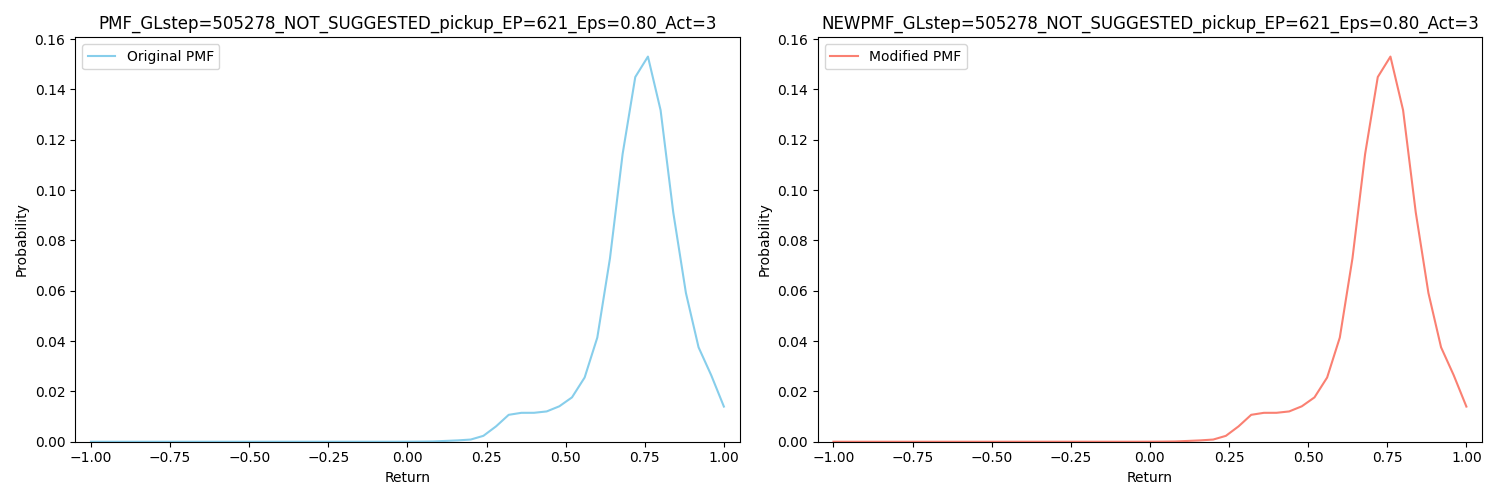 PMF_GLstep=505278_NOT_SUGGESTED_pickup_EP=621_Eps=0.80_Act=3
Original PMF
0.16
0.14
0.12
0.10
0.08
0.06
0.04
0.02
0.00
Probability
−1.00 −0.75 −0.50 −0.25 0.00 0.25 0.50 0.75 1.00
Return
NEWPMF_GLstep=505278_NOT_SUGGESTED_pickup_EP=621_Eps=0.80_Act=3
Modified PMF
0.16
0.14
0.12
0.10
0.08
0.06
0.04
0.02
0.00
Probability
−1.00 −0.75 −0.50 −0.25 0.00 0.25 0.50 0.75 1.00
Return